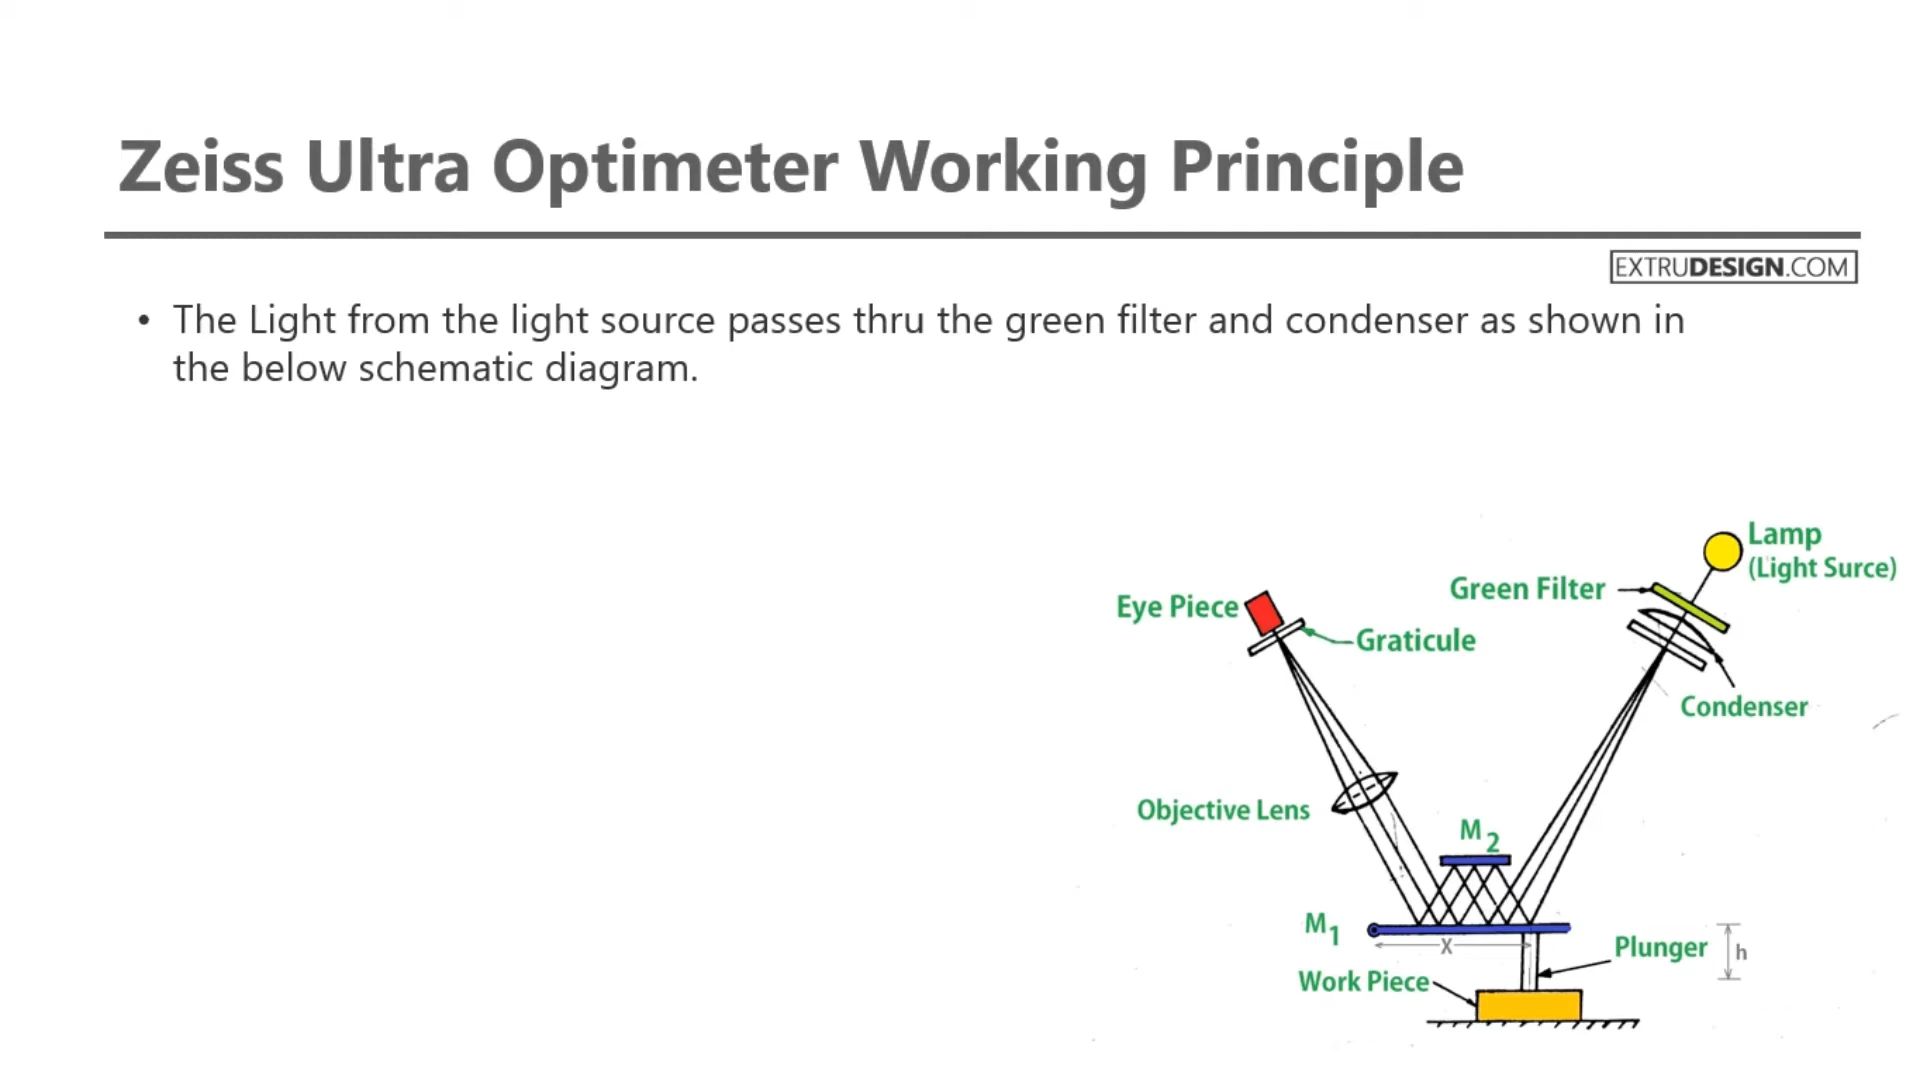 Zeiss Ultra Optimeter Working Principle
EXTRUDESIGN.COM
• The Light from the light source passes thru the green filter and condenser as shown in
the below schematic diagram.
Lamp
(Light Surce)
Green Filter
Eye Piece
Graticule
Condenser
Objective Lens
M2
M1
X
Plunger
h
Work Piece